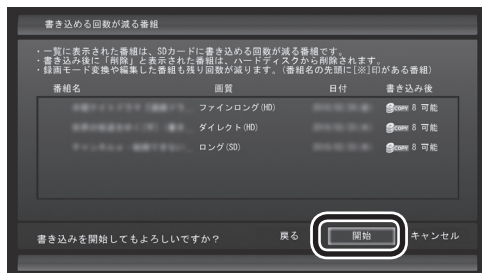 書き込める回数が減る番組
・一覧に表示された番組は、SDカードに書き込める回数が減る番組です。
・書き込み後に「削除」と表示された番組は、ハードディスクから削除されます。
・録画モード変換や編集した番組も残り回数が減ります。(番組名の先頭に[※]印がある番組)
番組名 画質 日付 書き込み後
ファインロング(HD) COPY 8 可能
ダイレクト(HD) COPY 8 可能
ロング(SD) COPY 8 可能
書き込みを開始してもよろしいですか? 戻る 開始 キャンセル